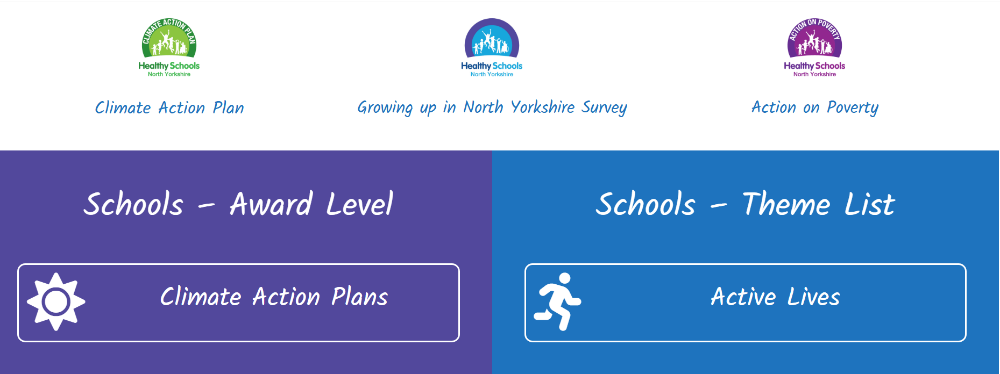 CLIMATE ACTION PLAN
Healthy Schools
North Yorkshire
Climate Action Plan
Healthy Schools
North Yorkshire
Growing up in North Yorkshire Survey
ACTION ON POVERTY
Healthy Schools
North Yorkshire
Action on Poverty
Schools – Award Level
Climate Action Plans
Schools – Theme List
Active Lives